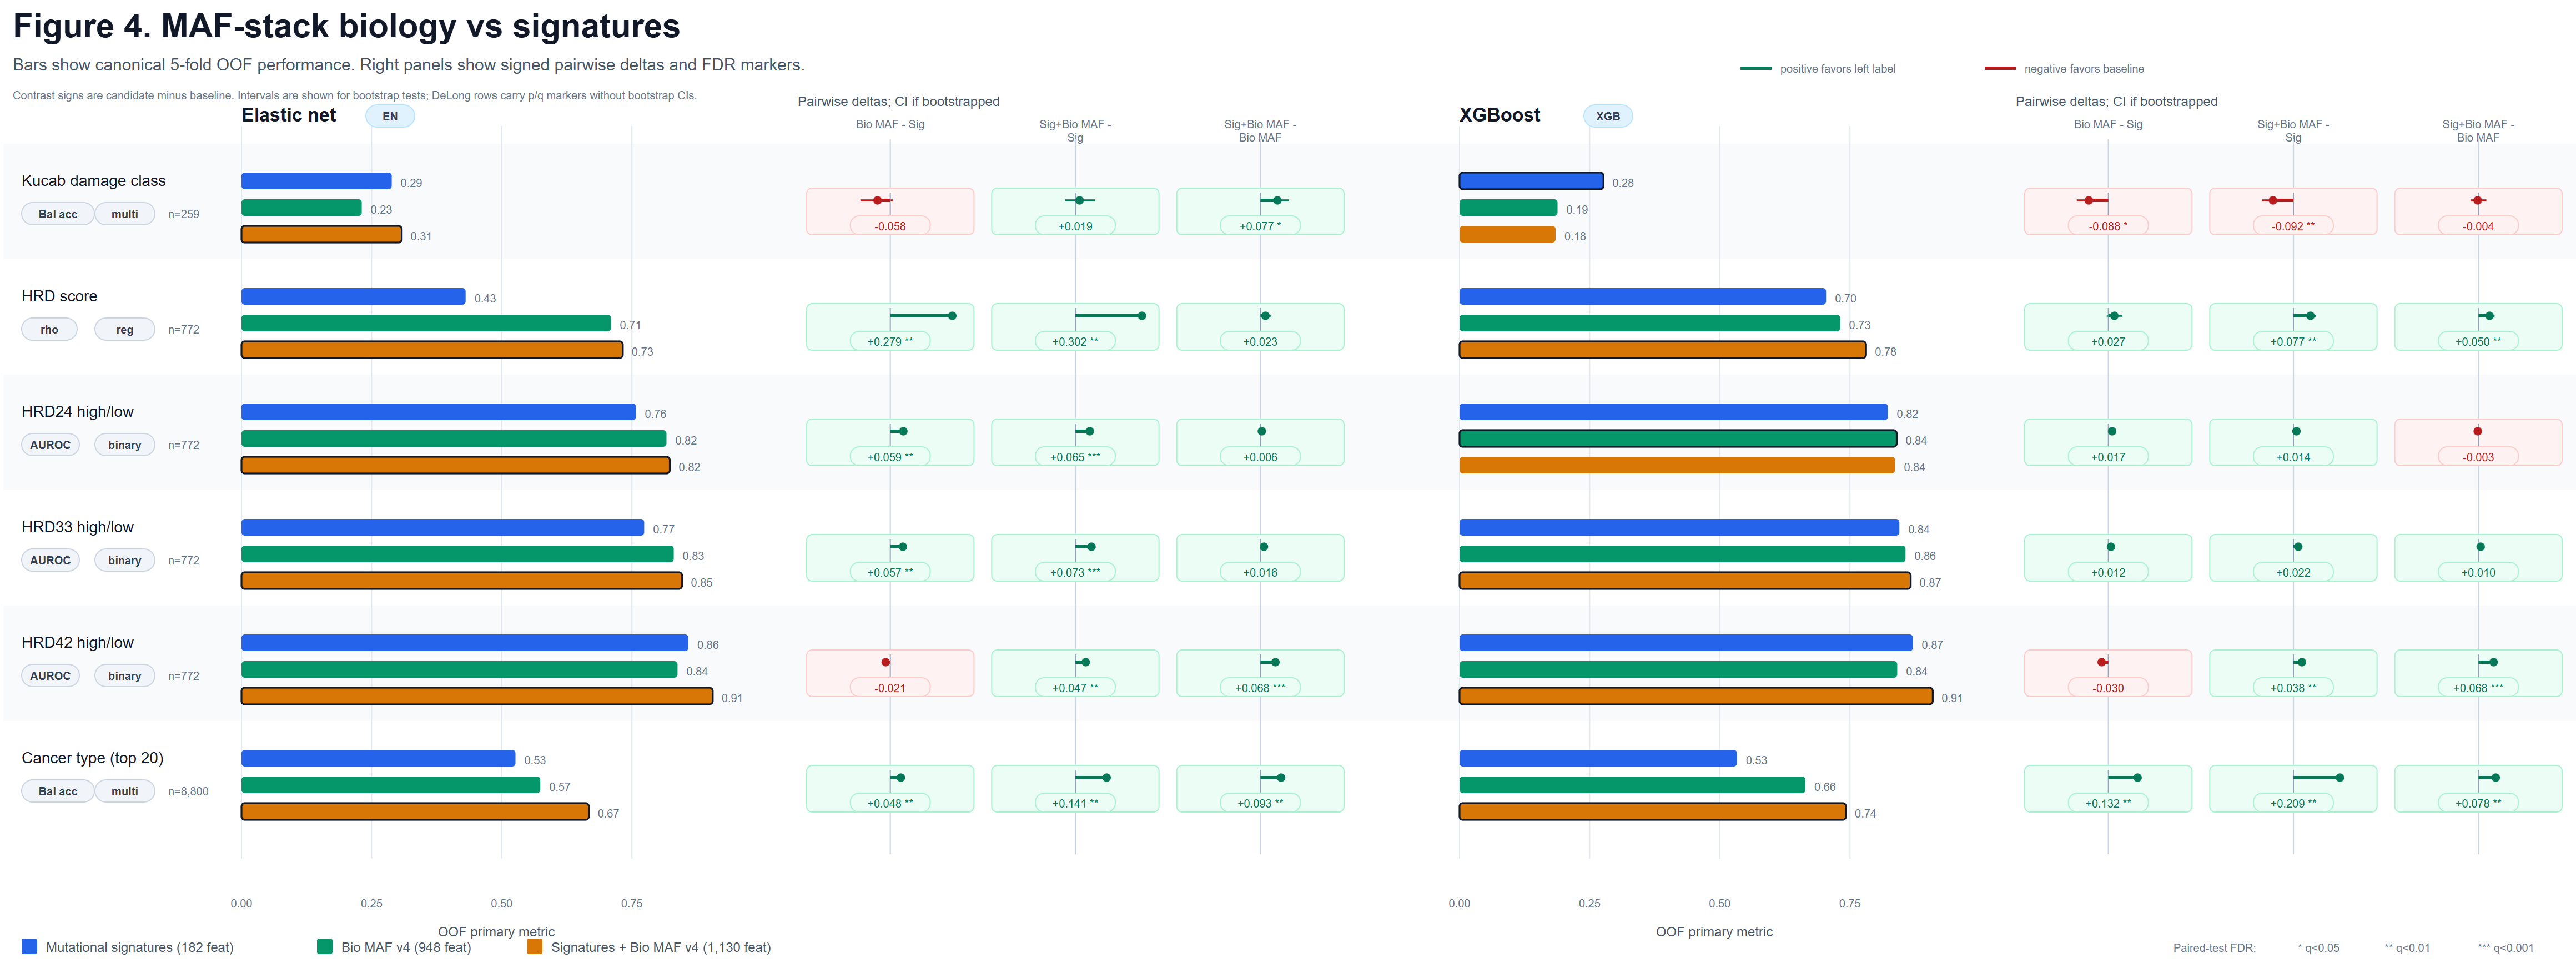 Figure 4. MAF-stack biology vs signatures
Bars show canonical 5-fold OOF performance. Right panels show signed pairwise deltas and FDR markers.
positive favors left label
negative favors baseline
Contrast signs are candidate minus baseline. Intervals are shown for bootstrap tests; DeLong rows carry p/q markers without bootstrap CIs.
Elastic net
EN
Pairwise deltas; CI if bootstrapped
Bio MAF - Sig
Sig+Bio MAF -
Sig
Sig+Bio MAF -
Bio MAF
XGBoost
XGB
Pairwise deltas; CI if bootstrapped
Bio MAF - Sig
Sig+Bio MAF -
Sig
Sig+Bio MAF -
Bio MAF
Kucab damage class
Bal acc
multi
n=259
0.29
0.23
0.31
-0.058
+0.019
+0.077 *
0.28
0.19
0.18
-0.088 *
-0.092 **
-0.004
HRD score
rho
reg
n=772
0.43
0.71
0.73
+0.279 **
+0.302 **
+0.023
0.70
0.73
0.78
+0.027
+0.077 **
+0.050 **
HRD24 high/low
AUROC
binary
n=772
0.76
0.82
0.82
+0.059 **
+0.065 ***
+0.006
0.82
0.84
0.84
+0.017
+0.014
-0.003
HRD33 high/low
AUROC
binary
n=772
0.77
0.83
0.85
+0.057 **
+0.073 ***
+0.016
0.84
0.86
0.87
+0.012
+0.022
+0.010
HRD42 high/low
AUROC
binary
n=772
0.86
0.84
0.91
-0.021
+0.047 **
+0.068 ***
0.87
0.84
0.91
-0.030
+0.038 **
+0.068 ***
Cancer type (top 20)
Bal acc
multi
n=8,800
0.53
0.57
0.67
+0.048 **
+0.141 **
+0.093 **
0.53
0.66
0.74
+0.132 **
+0.209 **
+0.078 **
0.00
0.25
0.50
0.75
0.00
0.25
0.50
0.75
OOF primary metric
OOF primary metric
Mutational signatures (182 feat)
Bio MAF v4 (948 feat)
Signatures + Bio MAF v4 (1,130 feat)
Paired-test FDR:
* q<0.05
** q<0.01
*** q<0.001